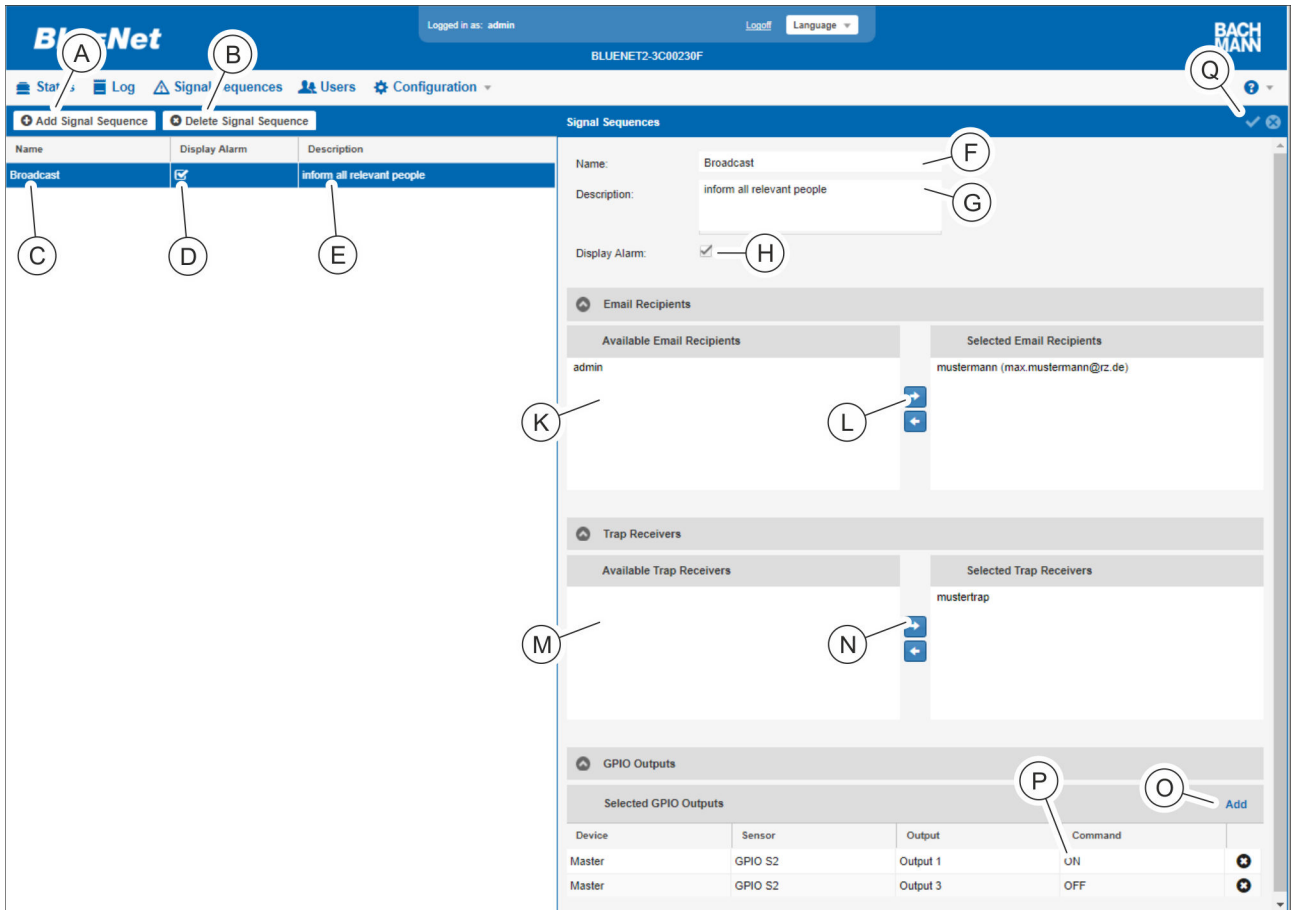 Logged in as: admin
Logoff
Language
BACH
MANN
BlueNet
BLUENET2-3C00230F
A
B
Q
Status
Log
Signal Sequences
Users
Configuration
?
Add Signal Sequence
Delete Signal Sequence
Signal Sequences
Name
Display Alarm
Description
Broadcast
inform all relevant people
C
D
E
Name:
Broadcast
F
Description:
inform all relevant people
G
Display Alarm:
H
Email Recipients
Available Email Recipients
Selected Email Recipients
admin
mustermann (max.mustermann@rz.de)
K
L
Trap Receivers
Available Trap Receivers
Selected Trap Receivers
mustertrap
M
N
GPIO Outputs
P
O
Selected GPIO Outputs
Add
Device
Sensor
Output
Command
Master
GPIO S2
Output 1
ON
Master
GPIO S2
Output 3
OFF